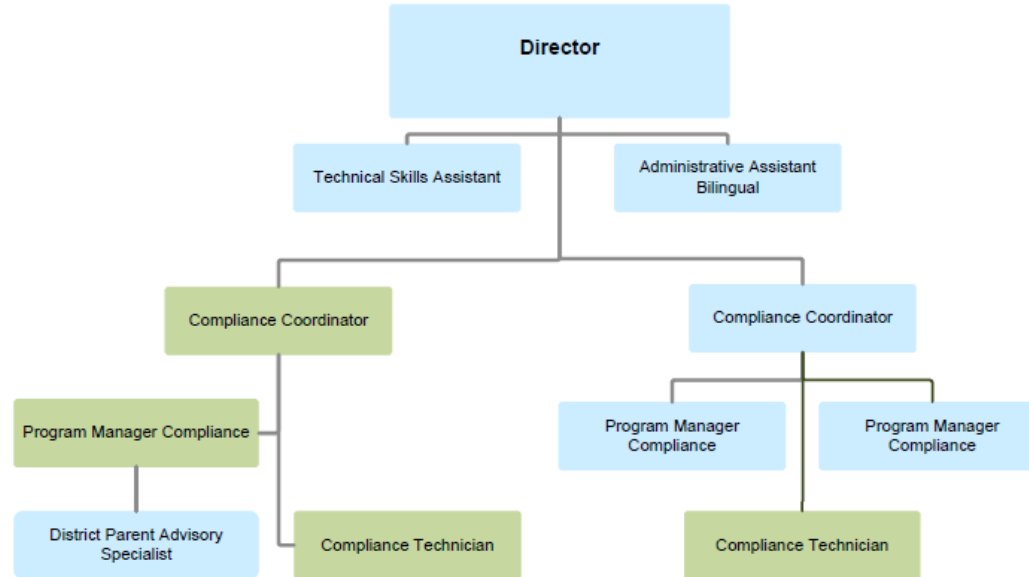 Director
Technical Skills Assistant
Administrative Assistant
Bilingual
Compliance Coordinator
Compliance Coordinator
Program Manager Compliance
Program Manager
Compliance
Program Manager
Compliance
District Parent Advisory
Specialist
Compliance Technician
Compliance Technician